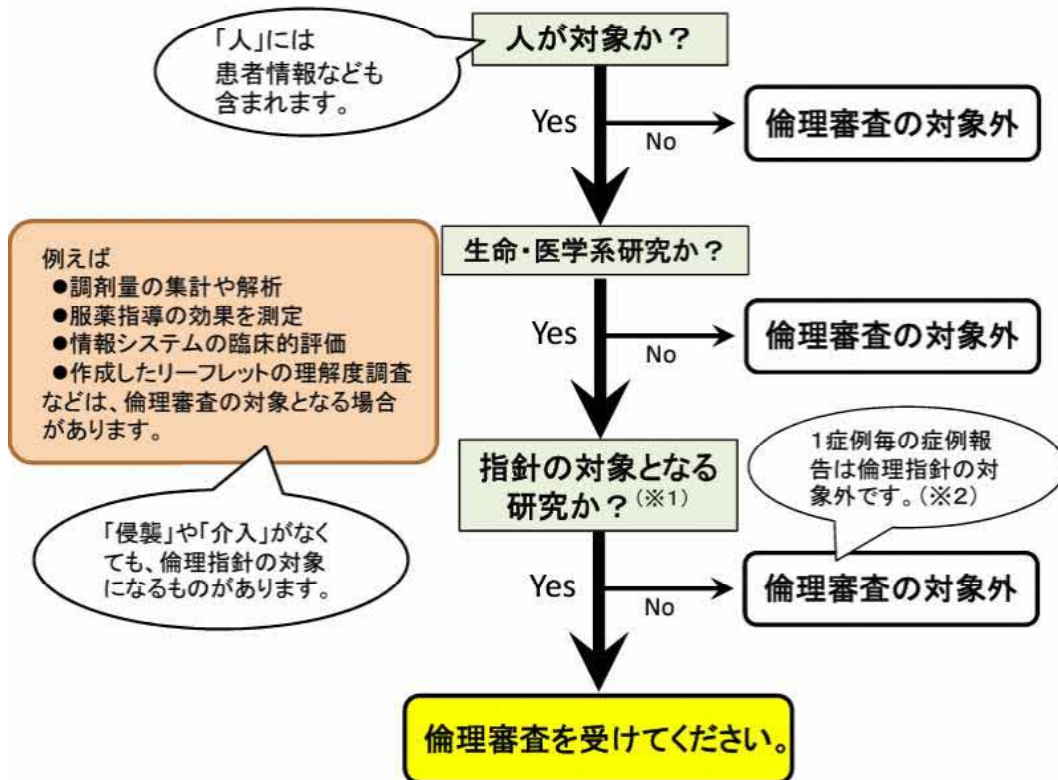 「人」には
患者情報なども
含まれます。
人が対象か？
Yes
No
倫理審査の対象外
例えば
●調剤量の集計や解析
●服薬指導の効果を測定
●情報システムの臨床的評価
●作成したリーフレットの理解度調査
などは、倫理審査の対象となる場合
があります。
生命・医学系研究か？
Yes
No
倫理審査の対象外
「侵襲」や「介入」がなく
ても、倫理指針の対象
になるものがあります。
指針の対象となる
研究か？(※1)
1症例毎の症例報
告は倫理指針の対
象外です。(※2)
Yes
No
倫理審査の対象外
倫理審査を受けてください。